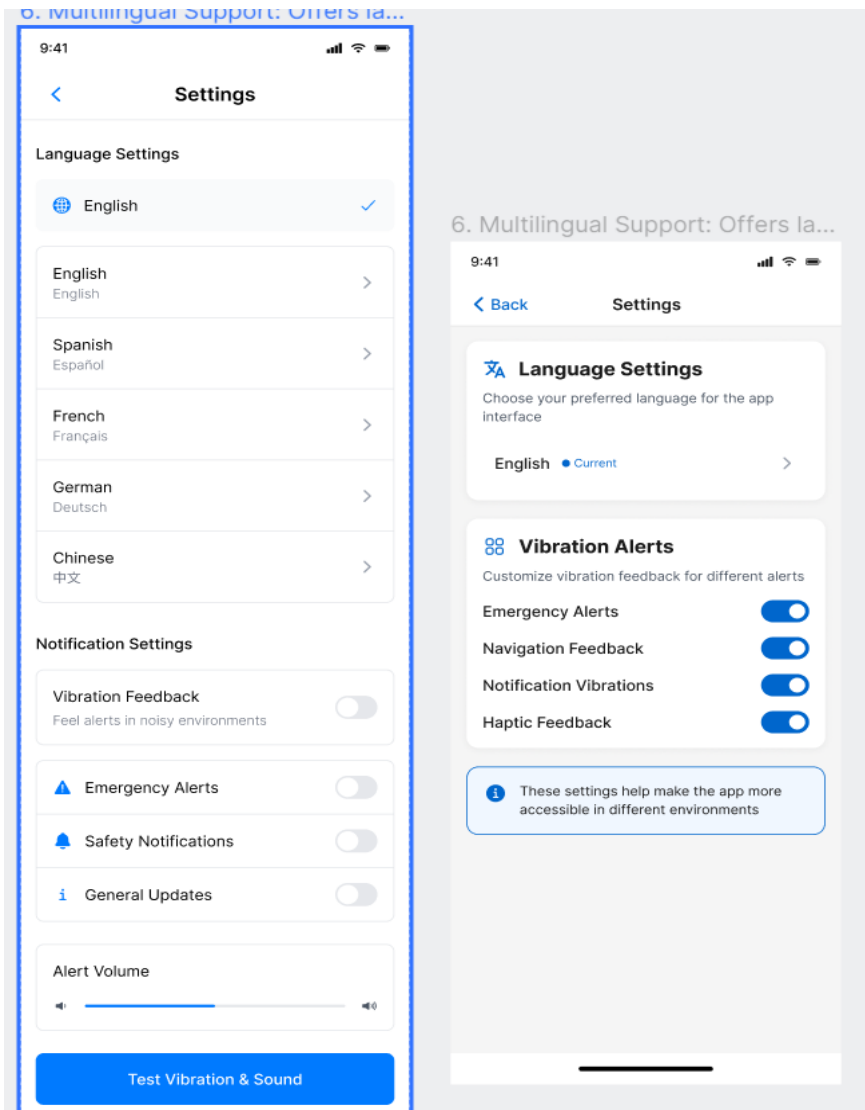 6. Multilingual Support: Offers la...
9:41
Settings
Language Settings
English
English
English
Spanish
Español
French
Français
German
Deutsch
Chinese
中文
Notification Settings
Vibration Feedback
Feel alerts in noisy environments
Emergency Alerts
Safety Notifications
i General Updates
Alert Volume
Test Vibration & Sound
6. Multilingual Support: Offers la...
9:41
Back Settings
Language Settings
Choose your preferred language for the app
interface
English Current
Vibration Alerts
Customize vibration feedback for different alerts
Emergency Alerts
Navigation Feedback
Notification Vibrations
Haptic Feedback
These settings help make the app more
accessible in different environments